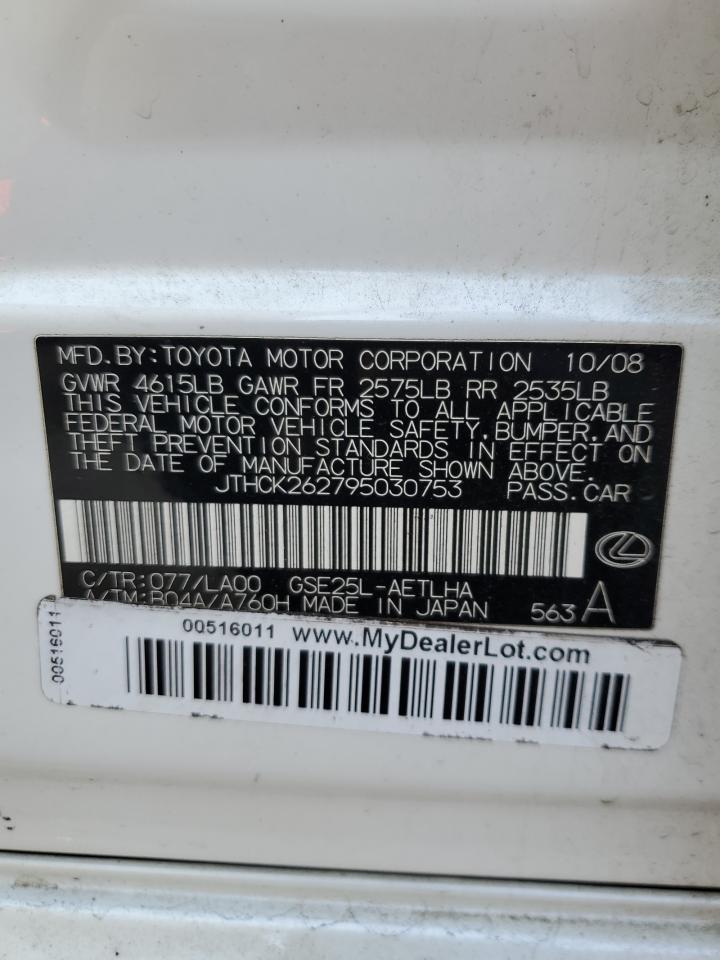 MFD.BY:TOYOTA MOTOR CORPORATION 10/08
GVWR 4615LB GAWR FR 2575LB RR 2535LB
THIS VEHICLE CONFORMS TO ALL APPLICABLE
FEDERAL MOTOR VEHICLE SAFETY,BUMPER,AND
THEFT PREVENTION STANDARDS IN EFFECT ON
THE DATE OF MANUFACTURE SHOWN ABOVE.
JTHCK262795030753 PASS.CAR
C/TR:077/LA00 GSE25L-AETLHA
A/TM:B04A/A760H MADE IN JAPAN 563 A
00516011 www.MyDealerLot.com
00516011